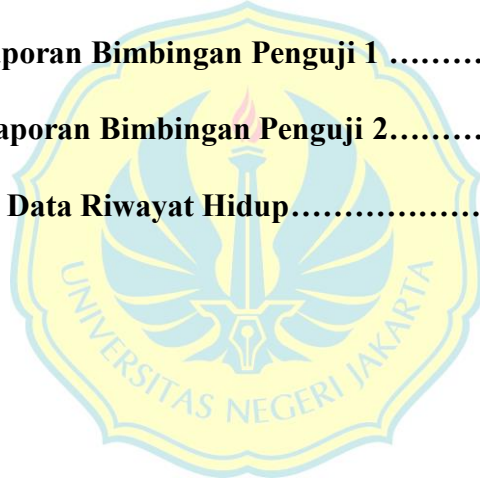 aporan Bimbingan Penguji 1 ……….
aporan Bimbingan Penguji 2……….
Data Riwayat Hidup……………….
UNIVERSITAS NEGERI JAKARTA